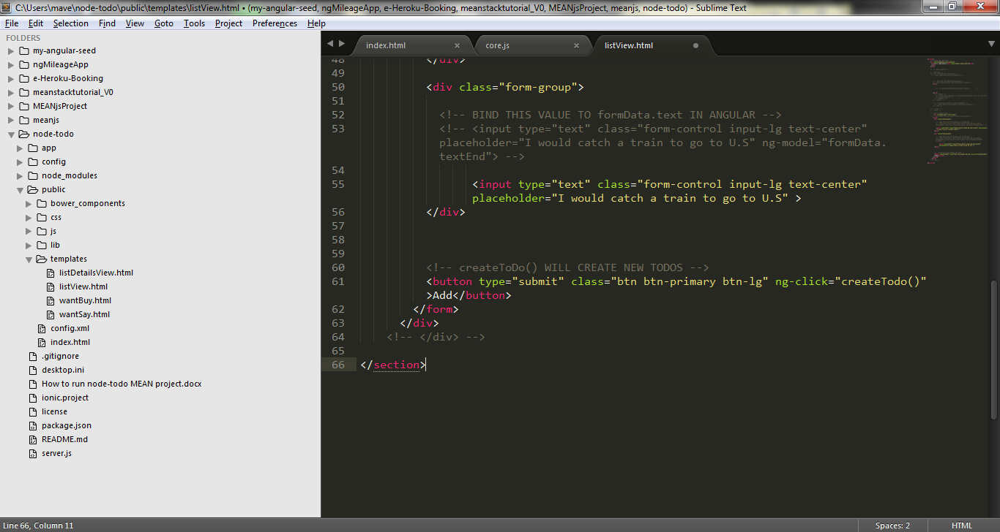 C:\Users\mave\node-todo\public\templates\listView.html • (my-angular-seed, ngMileageApp, e-Heroku-Booking, meanstacktutorial_V0, MEANjsProject, meanjs, node-todo) - Sublime Text
File Edit Selection Find View Goto Tools Project Preferences Help
FOLDERS
my-angular-seed
ngMileageApp
e-Heroku-Booking
meanstacktutorial_V0
MEANjsProject
meanjs
node-todo
app
config
node_modules
public
bower_components
css
js
lib
templates
listDetailsView.html
listView.html
wantBuy.html
wantSay.html
config.xml
index.html
.gitignore
desktop.ini
How to run node-todo MEAN project.docx
ionic.project
license
package.json
README.md
server.js
index.html × core.js × listView.html
48 </div>
49
50 <div class="form-group">
51
52 <!-- BIND THIS VALUE TO formData.text IN ANGULAR -->
53 <!-- <input type="text" class="form-control input-lg text-center"
placeholder="I would catch a train to go to U.S" ng-model="formData.
textEnd"> -->
54
55 <input type="text" class="form-control input-lg text-center"
placeholder="I would catch a train to go to U.S" >
56 </div>
57
58
59
60 <!-- createToDo() WILL CREATE NEW TODOS -->
61 <button type="submit" class="btn btn-primary btn-lg" ng-click="createTodo()"
>Add</button>
62 </form>
63 </div>
64 <!-- </div> -->
65
66 </section>
Line 66, Column 11 Spaces: 2 HTML